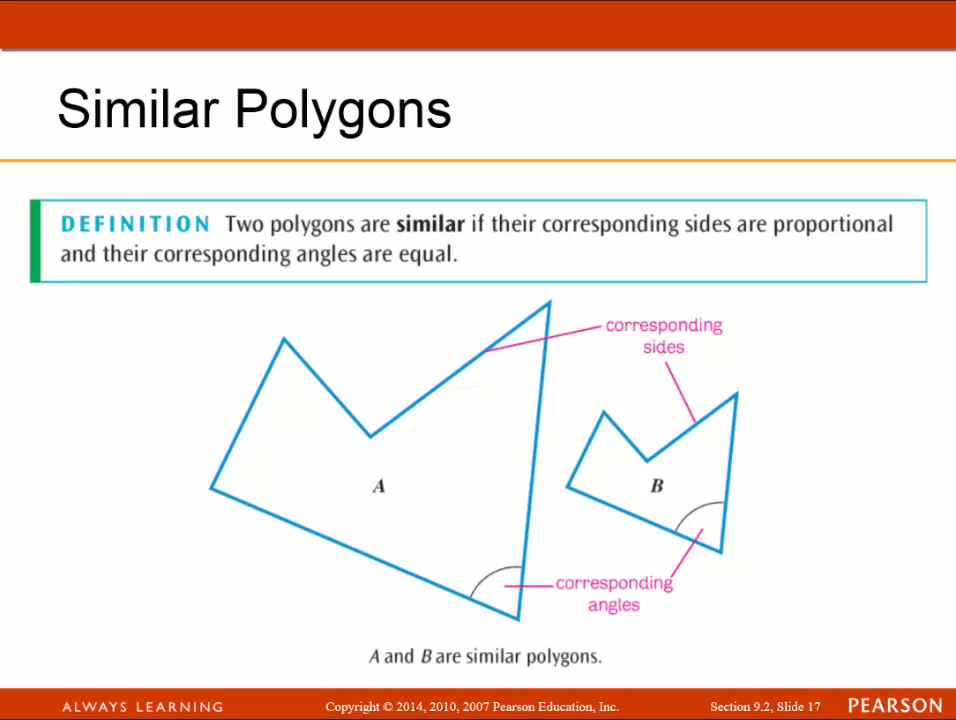 Similar Polygons
DEFINITION Two polygons are similar if their corresponding sides are proportional
and their corresponding angles are equal.
corresponding
sides
A
B
corresponding
angles
A and B are similar polygons.
ALWAYS LEARNING Copyright © 2014, 2010, 2007 Pearson Education, Inc. Section 9.2, Slide 17 PEARSON